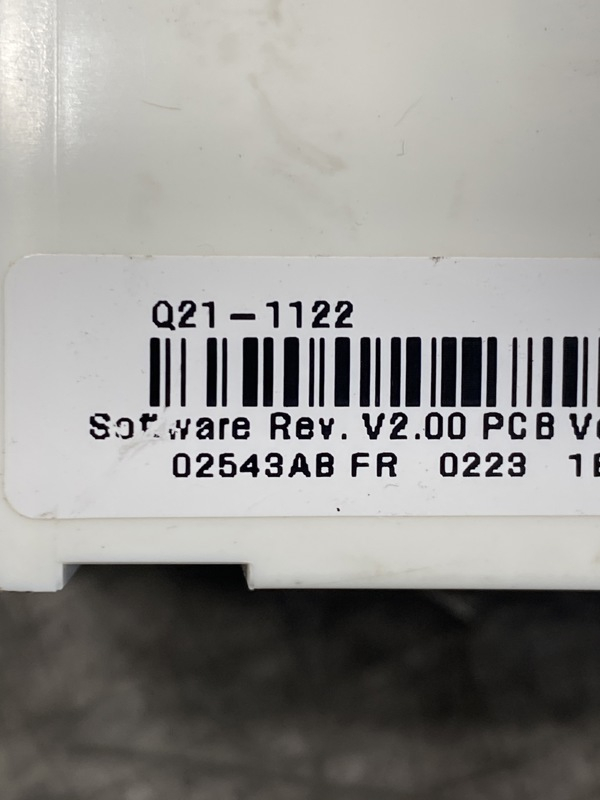 Q21-1122
Software Rev. V2.00 PCB
02543AB FR 0223